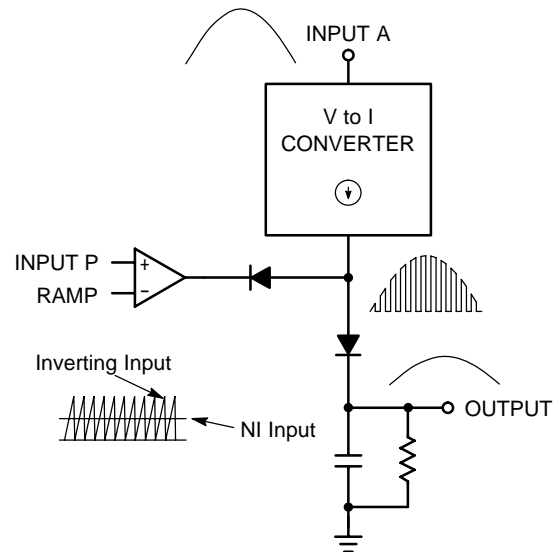 INPUT A
V to I
CONVERTER
INPUT P
+
RAMP
−
Inverting Input
NI Input
OUTPUT